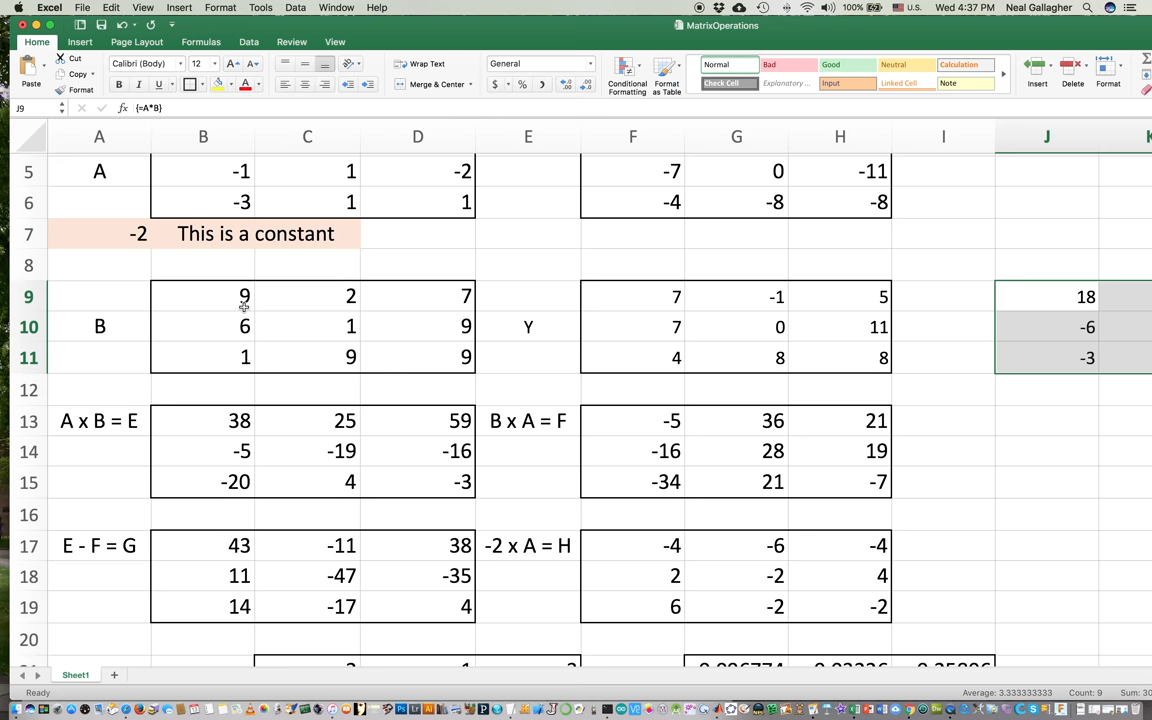 Excel File Edit View Insert Format Tools Data Window Help 100% U.S. Wed 4:37 PM Neal Gallagher
MatrixOperations
Home Insert Page Layout Formulas Data Review View
Paste Cut Copy Format Calibri (Body) 12 A A Wrap Text General Conditional Formatting Format as Table Normal Bad Good Neutral Calculation Insert Delete Format
B I U A Merge & Center $ % Check Cell Explanatory ... Input Linked Cell Note
J9 fx {=A*B}
A B C D E F G H I J K
5 A -1 1 -2 -7 0 -11
6 -3 1 1 -4 -8 -8
7 -2 This is a constant
8
9 9 2 7 7 -1 5 18
10 B 6 1 9 Y 7 0 11 -6
11 1 9 9 4 8 8 -3
12
13 A x B = E 38 25 59 B x A = F -5 36 21
14 -5 -19 -16 -16 28 19
15 -20 4 -3 -34 21 -7
16
17 E - F = G 43 -11 38 -2 x A = H -4 -6 -4
18 11 -47 -35 2 -2 4
19 14 -17 4 6 -2 -2
20
Sheet1 +
Ready Average: 3.333333333 Count: 9 Sum: 30